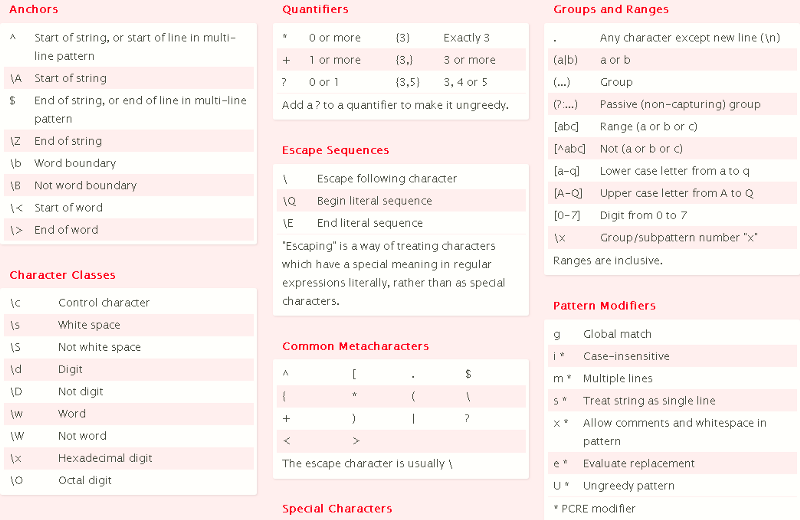 Anchors
^ Start of string, or start of line in multi-
line pattern
\A Start of string
$ End of string, or end of line in multi-line
pattern
\Z End of string
\b Word boundary
\B Not word boundary
\< Start of word
\> End of word
Character Classes
\c Control character
\s White space
\S Not white space
\d Digit
\D Not digit
\w Word
\W Not word
\x Hexadecimal digit
\O Octal digit
Quantifiers
* 0 or more {3} Exactly 3
+ 1 or more {3,} 3 or more
? 0 or 1 {3,5} 3, 4 or 5
Add a ? to a quantifier to make it ungreedy.
Escape Sequences
\ Escape following character
\Q Begin literal sequence
\E End literal sequence
"Escaping" is a way of treating characters
which have a special meaning in regular
expressions literally, rather than as special
characters.
Common Metacharacters
^ [ . $
{ * ( \
+ ) | ?
< >
The escape character is usually \
Special Characters
Groups and Ranges
. Any character except new line (\n)
(a|b) a or b
(...) Group
(?:...) Passive (non-capturing) group
[abc] Range (a or b or c)
[^abc] Not (a or b or c)
[a-q] Lower case letter from a to q
[A-Q] Upper case letter from A to Q
[0-7] Digit from 0 to 7
\x Group/subpattern number "x"
Ranges are inclusive.
Pattern Modifiers
g Global match
i * Case-insensitive
m * Multiple lines
s * Treat string as single line
x * Allow comments and whitespace in
pattern
e * Evaluate replacement
U * Ungreedy pattern
* PCRE modifier